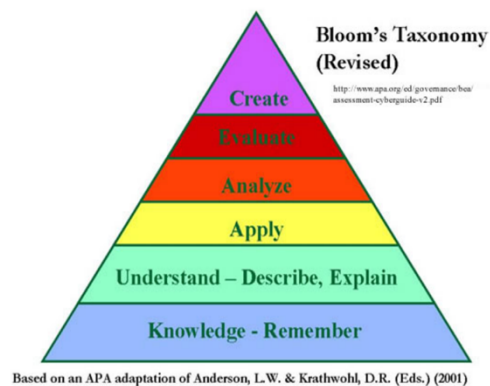 Bloom's Taxonomy
(Revised)
http://www.apa.org/ed/governance/bea/
assessment-cyberguide-v2.pdf
Create
Evaluate
Analyze
Apply
Understand – Describe, Explain
Knowledge - Remember
Based on an APA adaptation of Anderson, L.W. & Krathwohl, D.R. (Eds.) (2001)